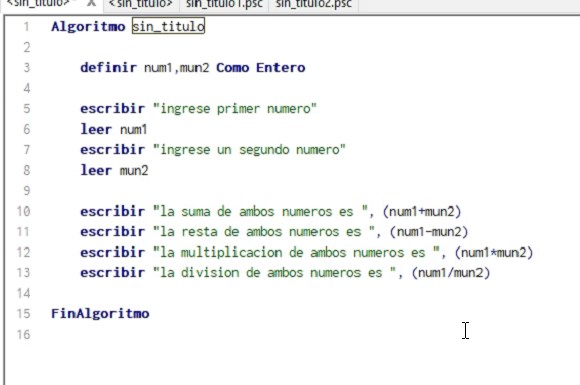 <sin_titulo>* X <sin_titulo> sin_titulo1.psc sin_titulo2.psc
1 Algoritmo sin_titulo
2
3 definir num1,mun2 Como Entero
4
5 escribir "ingrese primer numero"
6 leer num1
7 escribir "ingrese un segundo numero"
8 leer mun2
9
10 escribir "la suma de ambos numeros es ", (num1+mun2)
11 escribir "la resta de ambos numeros es ", (num1-mun2)
12 escribir "la multiplicacion de ambos numeros es ", (num1*mun2)
13 escribir "la division de ambos numeros es ", (num1/mun2)
14
15 FinAlgoritmo
16